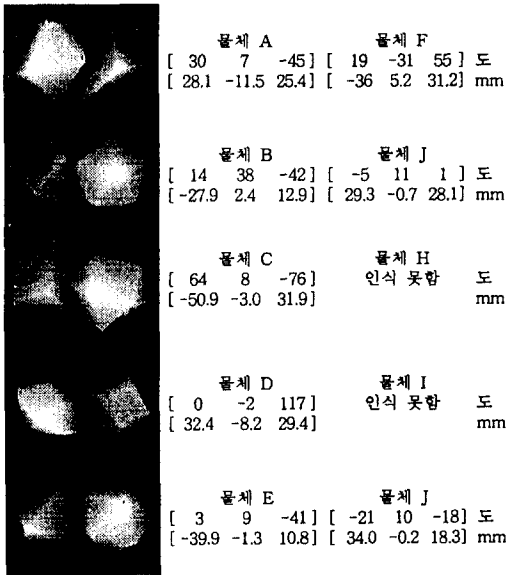 물체 A 물체 F
[ 30 7 -45] [ 19 -31 55 ] 도
[ 28.1 -11.5 25.4] [ -36 5.2 31.2] mm
물체 B 물체 J
[ 14 38 -42] [ -5 11 1 ] 도
[-27.9 2.4 12.9] [ 29.3 -0.7 28.1] mm
물체 C 물체 H
[ 64 8 -76] 인식 못함 도
[ -50.9 -3.0 31.9] mm
물체 D 물체 I
[ 0 -2 117 ] 인식 못함 도
[ 32.4 -8.2 29.4] mm
물체 E 물체 J
[ 3 9 -41 ] [ -21 10 -18] 도
[-39.9 -1.3 10.8] [ 34.0 -0.2 18.3] mm